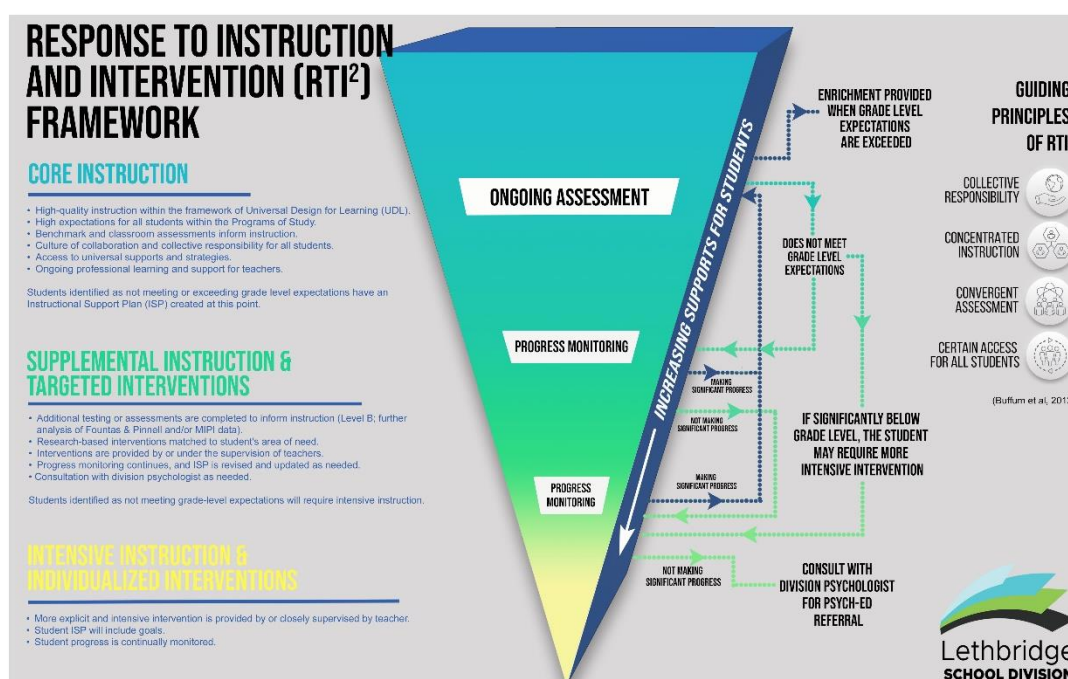 RESPONSE TO INSTRUCTION
AND INTERVENTION (RTI²)
FRAMEWORK
CORE INSTRUCTION
• High-quality instruction within the framework of Universal Design for Learning (UDL).
• High expectations for all students within the Programs of Study.
• Benchmark and classroom assessments inform instruction.
• Culture of collaboration and collective responsibility for all students.
• Access to universal supports and strategies.
• Ongoing professional learning and support for teachers.
Students identified as not meeting or exceeding grade level expectations have an
Instructional Support Plan (ISP) created at this point.
SUPPLEMENTAL INSTRUCTION &
TARGETED INTERVENTIONS
• Additional testing or assessments are completed to inform instruction (Level B; further
analysis of Fountas & Pinnell and/or MIPI data).
• Research-based interventions matched to student's area of need.
• Interventions are provided by or under the supervision of teachers.
• Progress monitoring continues, and ISP is revised and updated as needed.
• Consultation with division psychologist as needed.
Students identified as not meeting grade-level expectations will require intensive instruction.
INTENSIVE INSTRUCTION &
INDIVIDUALIZED INTERVENTIONS
• More explicit and intensive intervention is provided by or closely supervised by teacher.
• Student ISP will include goals.
• Student progress is continually monitored.
ONGOING ASSESSMENT
PROGRESS MONITORING
PROGRESS
MONITORING
INCREASING SUPPORTS FOR STUDENTS
ENRICHMENT PROVIDED
WHEN GRADE LEVEL
EXPECTATIONS
ARE EXCEEDED
DOES NOT MEET
GRADE LEVEL
EXPECTATIONS
MAKING
SIGNIFICANT PROGRESS
NOT MAKING
SIGNIFICANT PROGRESS
MAKING
SIGNIFICANT PROGRESS
IF SIGNIFICANTLY BELOW
GRADE LEVEL, THE STUDENT
MAY REQUIRE MORE
INTENSIVE INTERVENTION
NOT MAKING
SIGNIFICANT PROGRESS
CONSULT WITH
DIVISION PSYCHOLOGIST
FOR PSYCH-ED
REFERRAL
GUIDING
PRINCIPLES
OF RTI
COLLECTIVE
RESPONSIBILITY
CONCENTRATED
INSTRUCTION
CONVERGENT
ASSESSMENT
CERTAIN ACCESS
FOR ALL STUDENTS
(Buffum et al, 201
Lethbridge
SCHOOL DIVISION